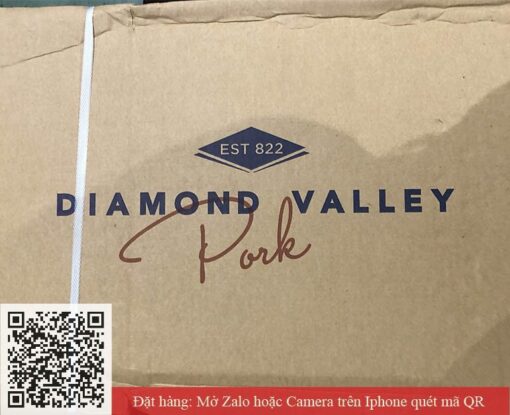 EST 822
DIAMOND VALLEY
Pork
Đặt hàng: Mở Zalo hoặc Camera trên Iphone quét mã QR